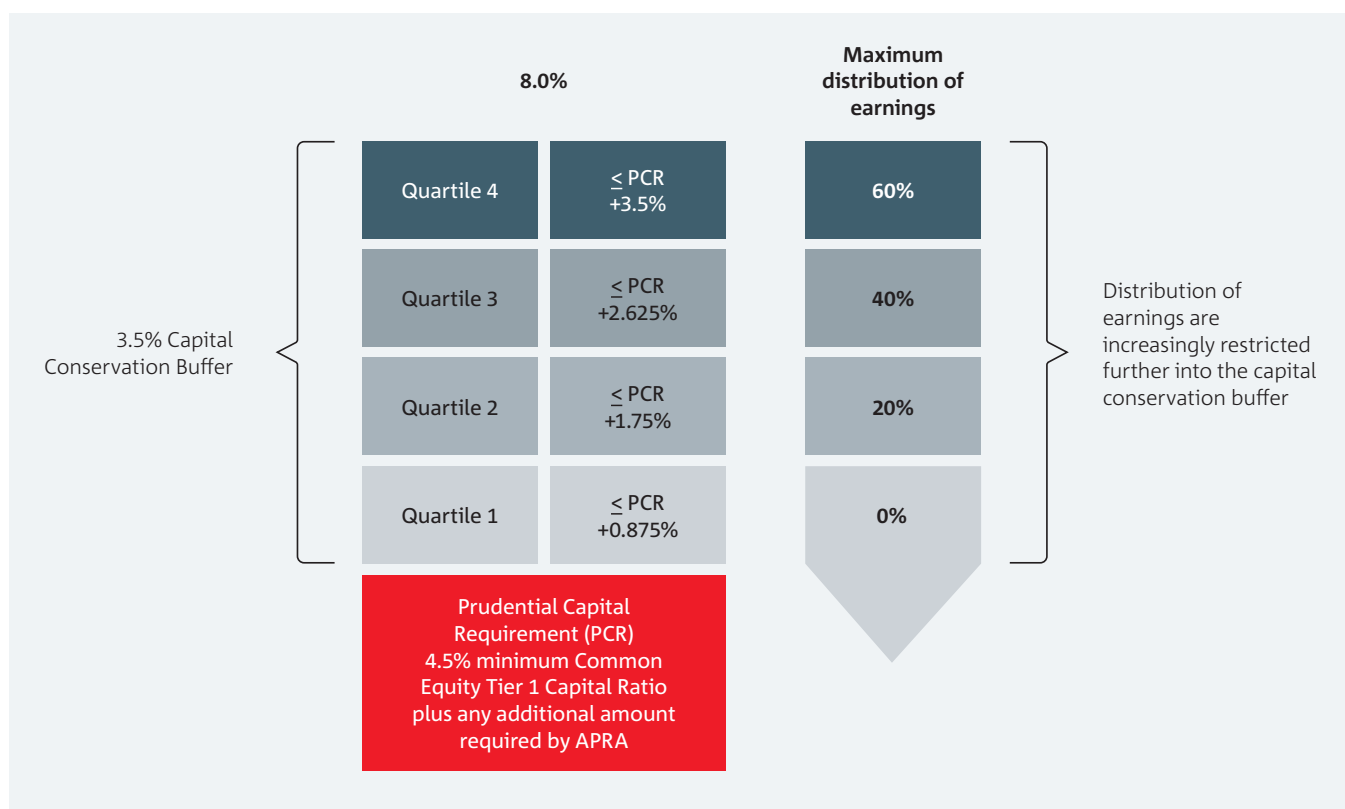 8.0%
Maximum
distribution of
earnings
3.5% Capital
Conservation Buffer
Quartile 4
≤ PCR
+3.5%
60%
Quartile 3
≤ PCR
+2.625%
40%
Quartile 2
≤ PCR
+1.75%
20%
Quartile 1
≤ PCR
+0.875%
0%
Distribution of
earnings are
increasingly restricted
further into the capital
conservation buffer
Prudential Capital
Requirement (PCR)
4.5% minimum Common
Equity Tier 1 Capital Ratio
plus any additional amount
required by APRA